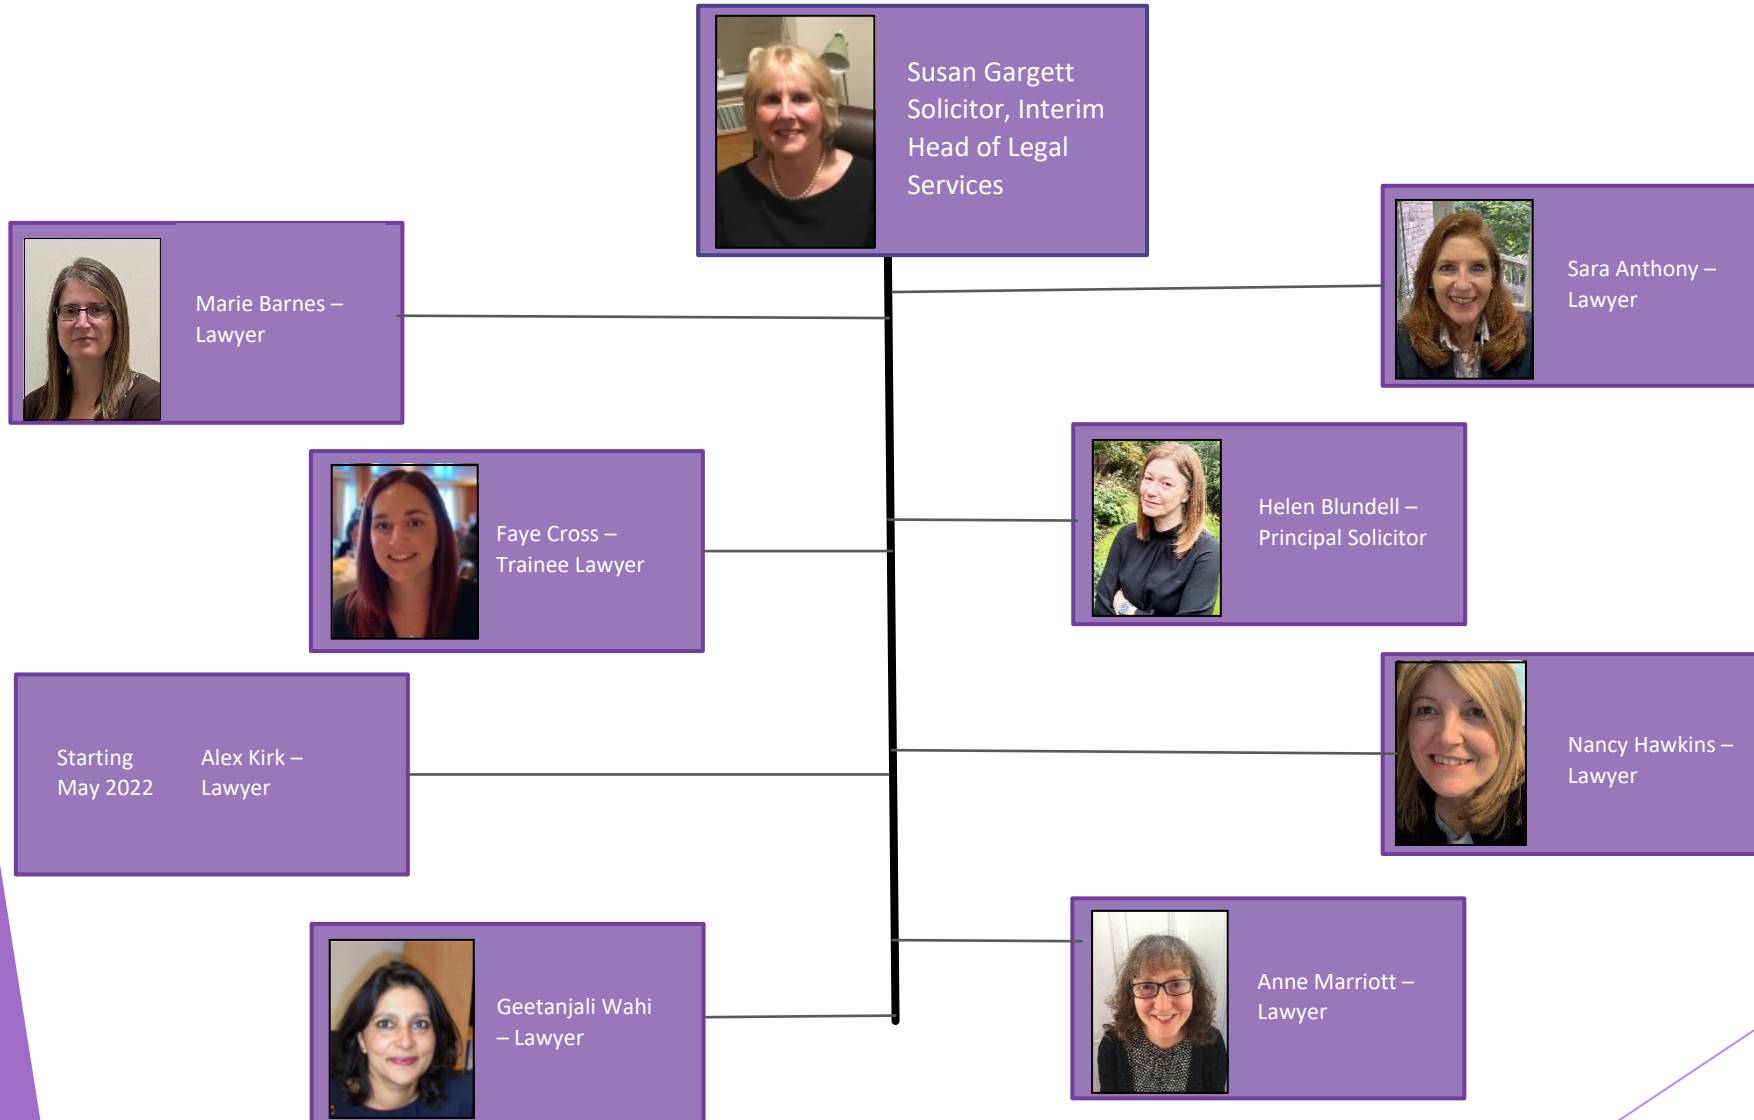 Susan Gargett
Solicitor, Interim
Head of Legal
Services
Marie Barnes –
Lawyer
Sara Anthony –
Lawyer
Faye Cross –
Trainee Lawyer
Helen Blundell –
Principal Solicitor
Starting
May 2022
Alex Kirk –
Lawyer
Nancy Hawkins –
Lawyer
Geetanjali Wahi
– Lawyer
Anne Marriott –
Lawyer